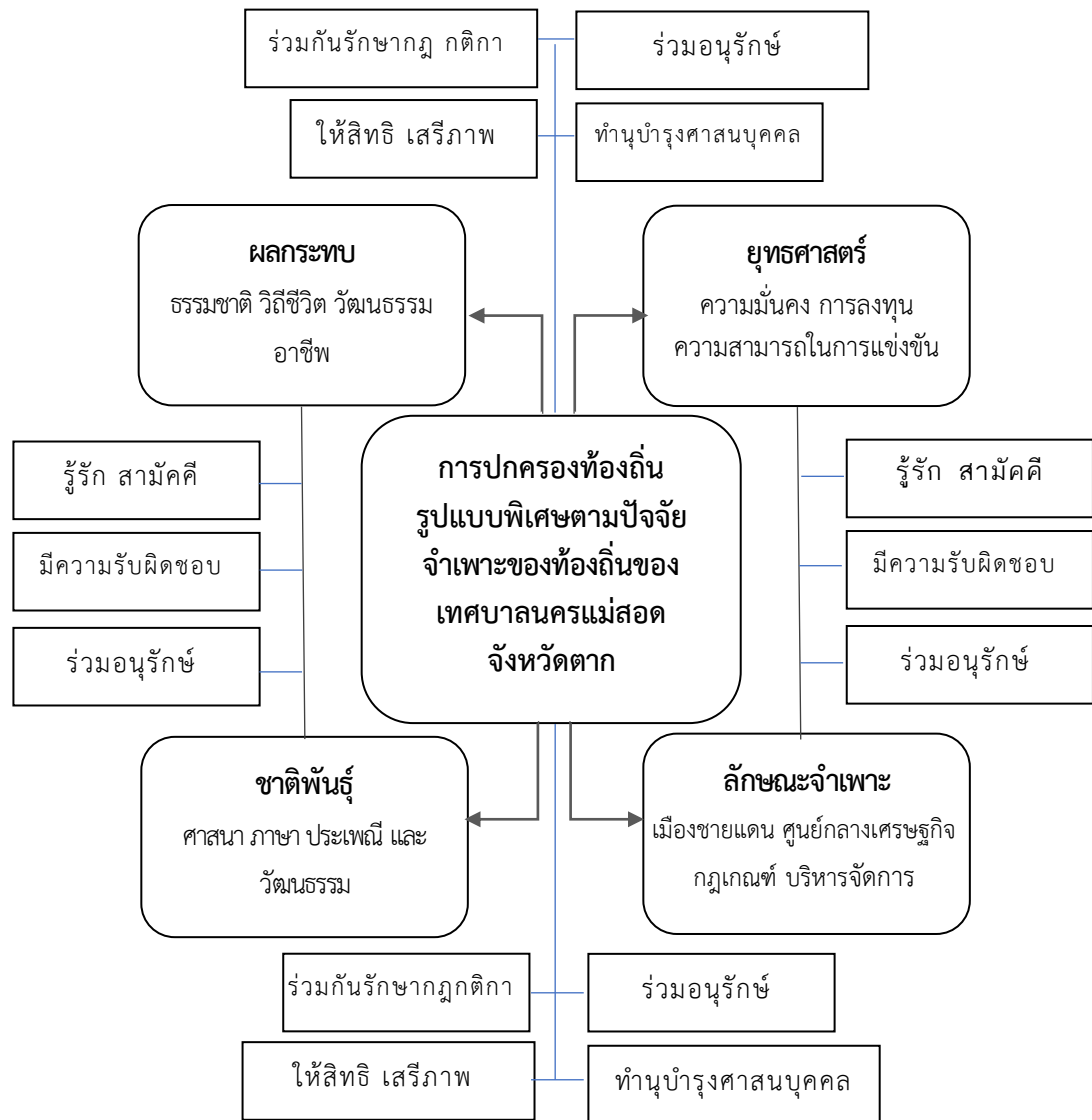 ร่วมกันรักษากฎ กติกา
ร่วมอนุรักษ์
ให้สิทธิ เสรีภาพ
ทำนุบำรุงศาสนบุคคล
ผลกระทบ
ธรรมชาติ วิถีชีวิต วัฒนธรรม
อาชีพ
ยุทธศาสตร์
ความมั่นคง การลงทุน
ความสามารถในการแข่งขัน
การปกครองท้องถิ่น
รูปแบบพิเศษตามปัจจัย
จำเพาะของท้องถิ่นของ
เทศบาลนครแม่สอด
จังหวัดตาก
รู้รัก สามัคคี
มีความรับผิดชอบ
ร่วมอนุรักษ์
รู้รัก สามัคคี
มีความรับผิดชอบ
ร่วมอนุรักษ์
ชาติพันธุ์
ศาสนา ภาษา ประเพณี และ
วัฒนธรรม
ลักษณะจำเพาะ
เมืองชายแดน ศูนย์กลางเศรษฐกิจ
กฎเกณฑ์ บริหารจัดการ
ร่วมกันรักษากฎกติกา
ร่วมอนุรักษ์
ให้สิทธิ เสรีภาพ
ทำนุบำรุงศาสนบุคคล